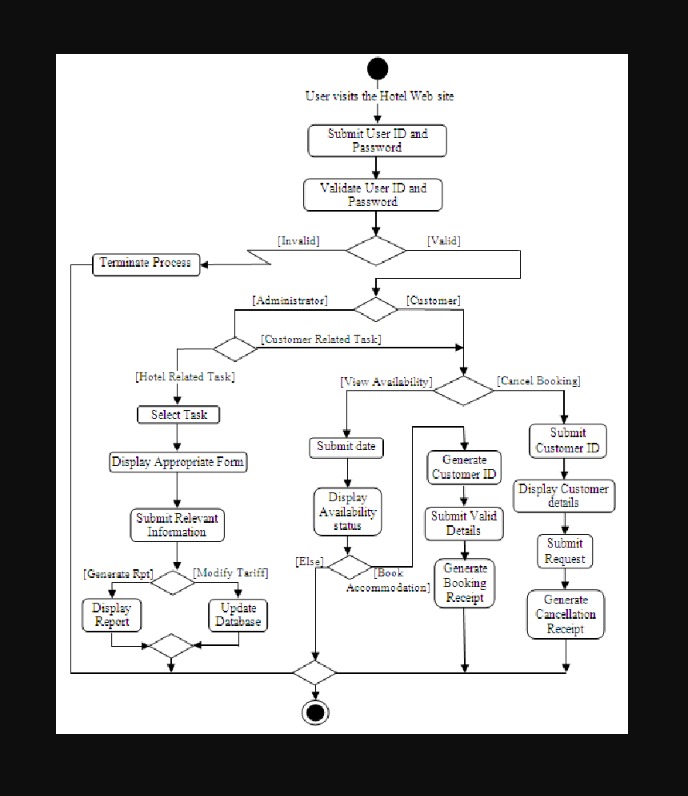 User visits the Hotel Web site
Submit User ID and
Password
Validate User ID and
Password
[Invalid]
[Valid]
Terminate Process
[Administrator]
[Customer]
[Customer Related Task]
[Hotel Related Task]
[View Availability]
[Cancel Booking]
Select Task
Submit date
Submit
Customer ID
Generate
Customer ID
Display Appropriate Form
Display
Availability
status
Display Customer
details
Submit Relevant
Information
Submit Valid
Details
Submit
Request
[Else]
[Book
Accommodation]
[Generate Rpt]
[Modify Tariff]
Generate
Booking
Receipt
Display
Report
Update
Database
Generate
Cancellation
Receipt